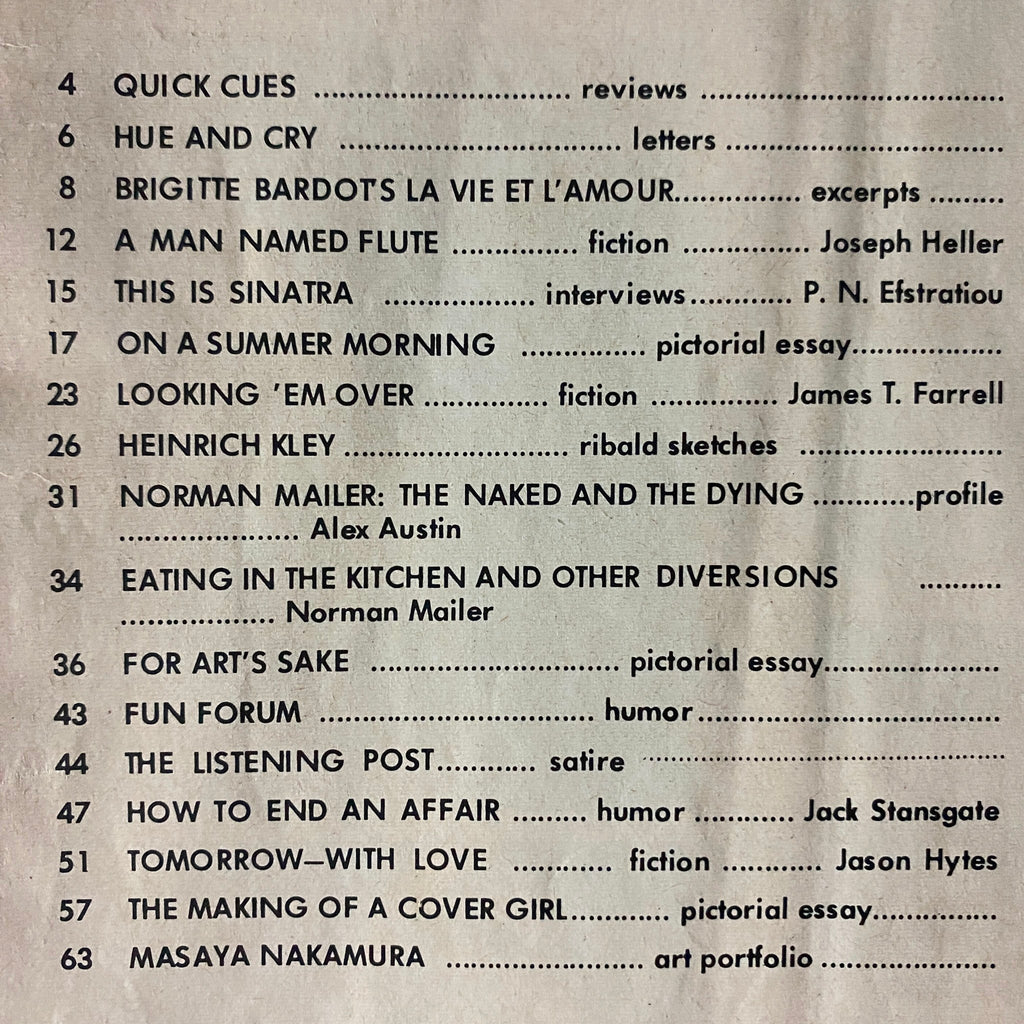 4 QUICK CUES ............................... reviews .....................................
6 HUE AND CRY .................................. letters ..................................
8 BRIGITTE BARDOT'S LA VIE ET L'AMOUR............... excerpts .........
12 A MAN NAMED FLUTE ............... fiction ............... Joseph Heller
15 THIS IS SINATRA .................. interviews............ P. N. Efstratiou
17 ON A SUMMER MORNING ............... pictorial essay..................
23 LOOKING 'EM OVER ............... fiction ............... James T. Farrell
26 HEINRICH KLEY ........................... ribald sketches ........................
31 NORMAN MAILER: THE NAKED AND THE DYING ............profile
...................... Alex Austin
34 EATING IN THE KITCHEN AND OTHER DIVERSIONS ..........
................... Norman Mailer
36 FOR ART'S SAKE .............................. pictorial essay.....................
43 FUN FORUM ................................. humor....................................
44 THE LISTENING POST............ satire ............................................
47 HOW TO END AN AFFAIR ......... humor ............ Jack Stansgate
51 TOMORROW—WITH LOVE ............ fiction ............ Jason Hytes
57 THE MAKING OF A COVER GIRL............ pictorial essay...............
63 MASAYA NAKAMURA ........................ art portfolio .....................